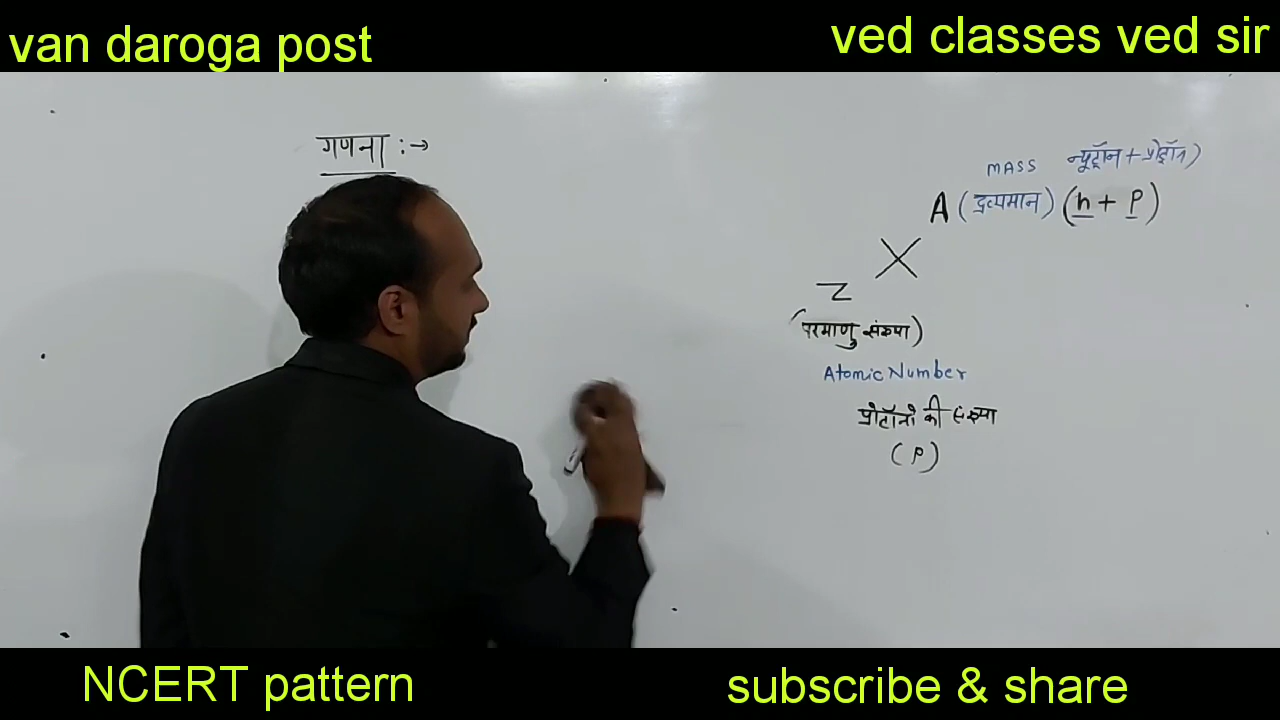 van daroga post
ved classes ved sir
गणना :→
MASS न्यूट्रॉन + प्रोट्रॉन)
A (द्रव्यमान) (n + P)
X
Z
(परमाणु संख्या)
Atomic Number
प्रोटॉनो की संख्या
(P)
NCERT pattern
subscribe & share